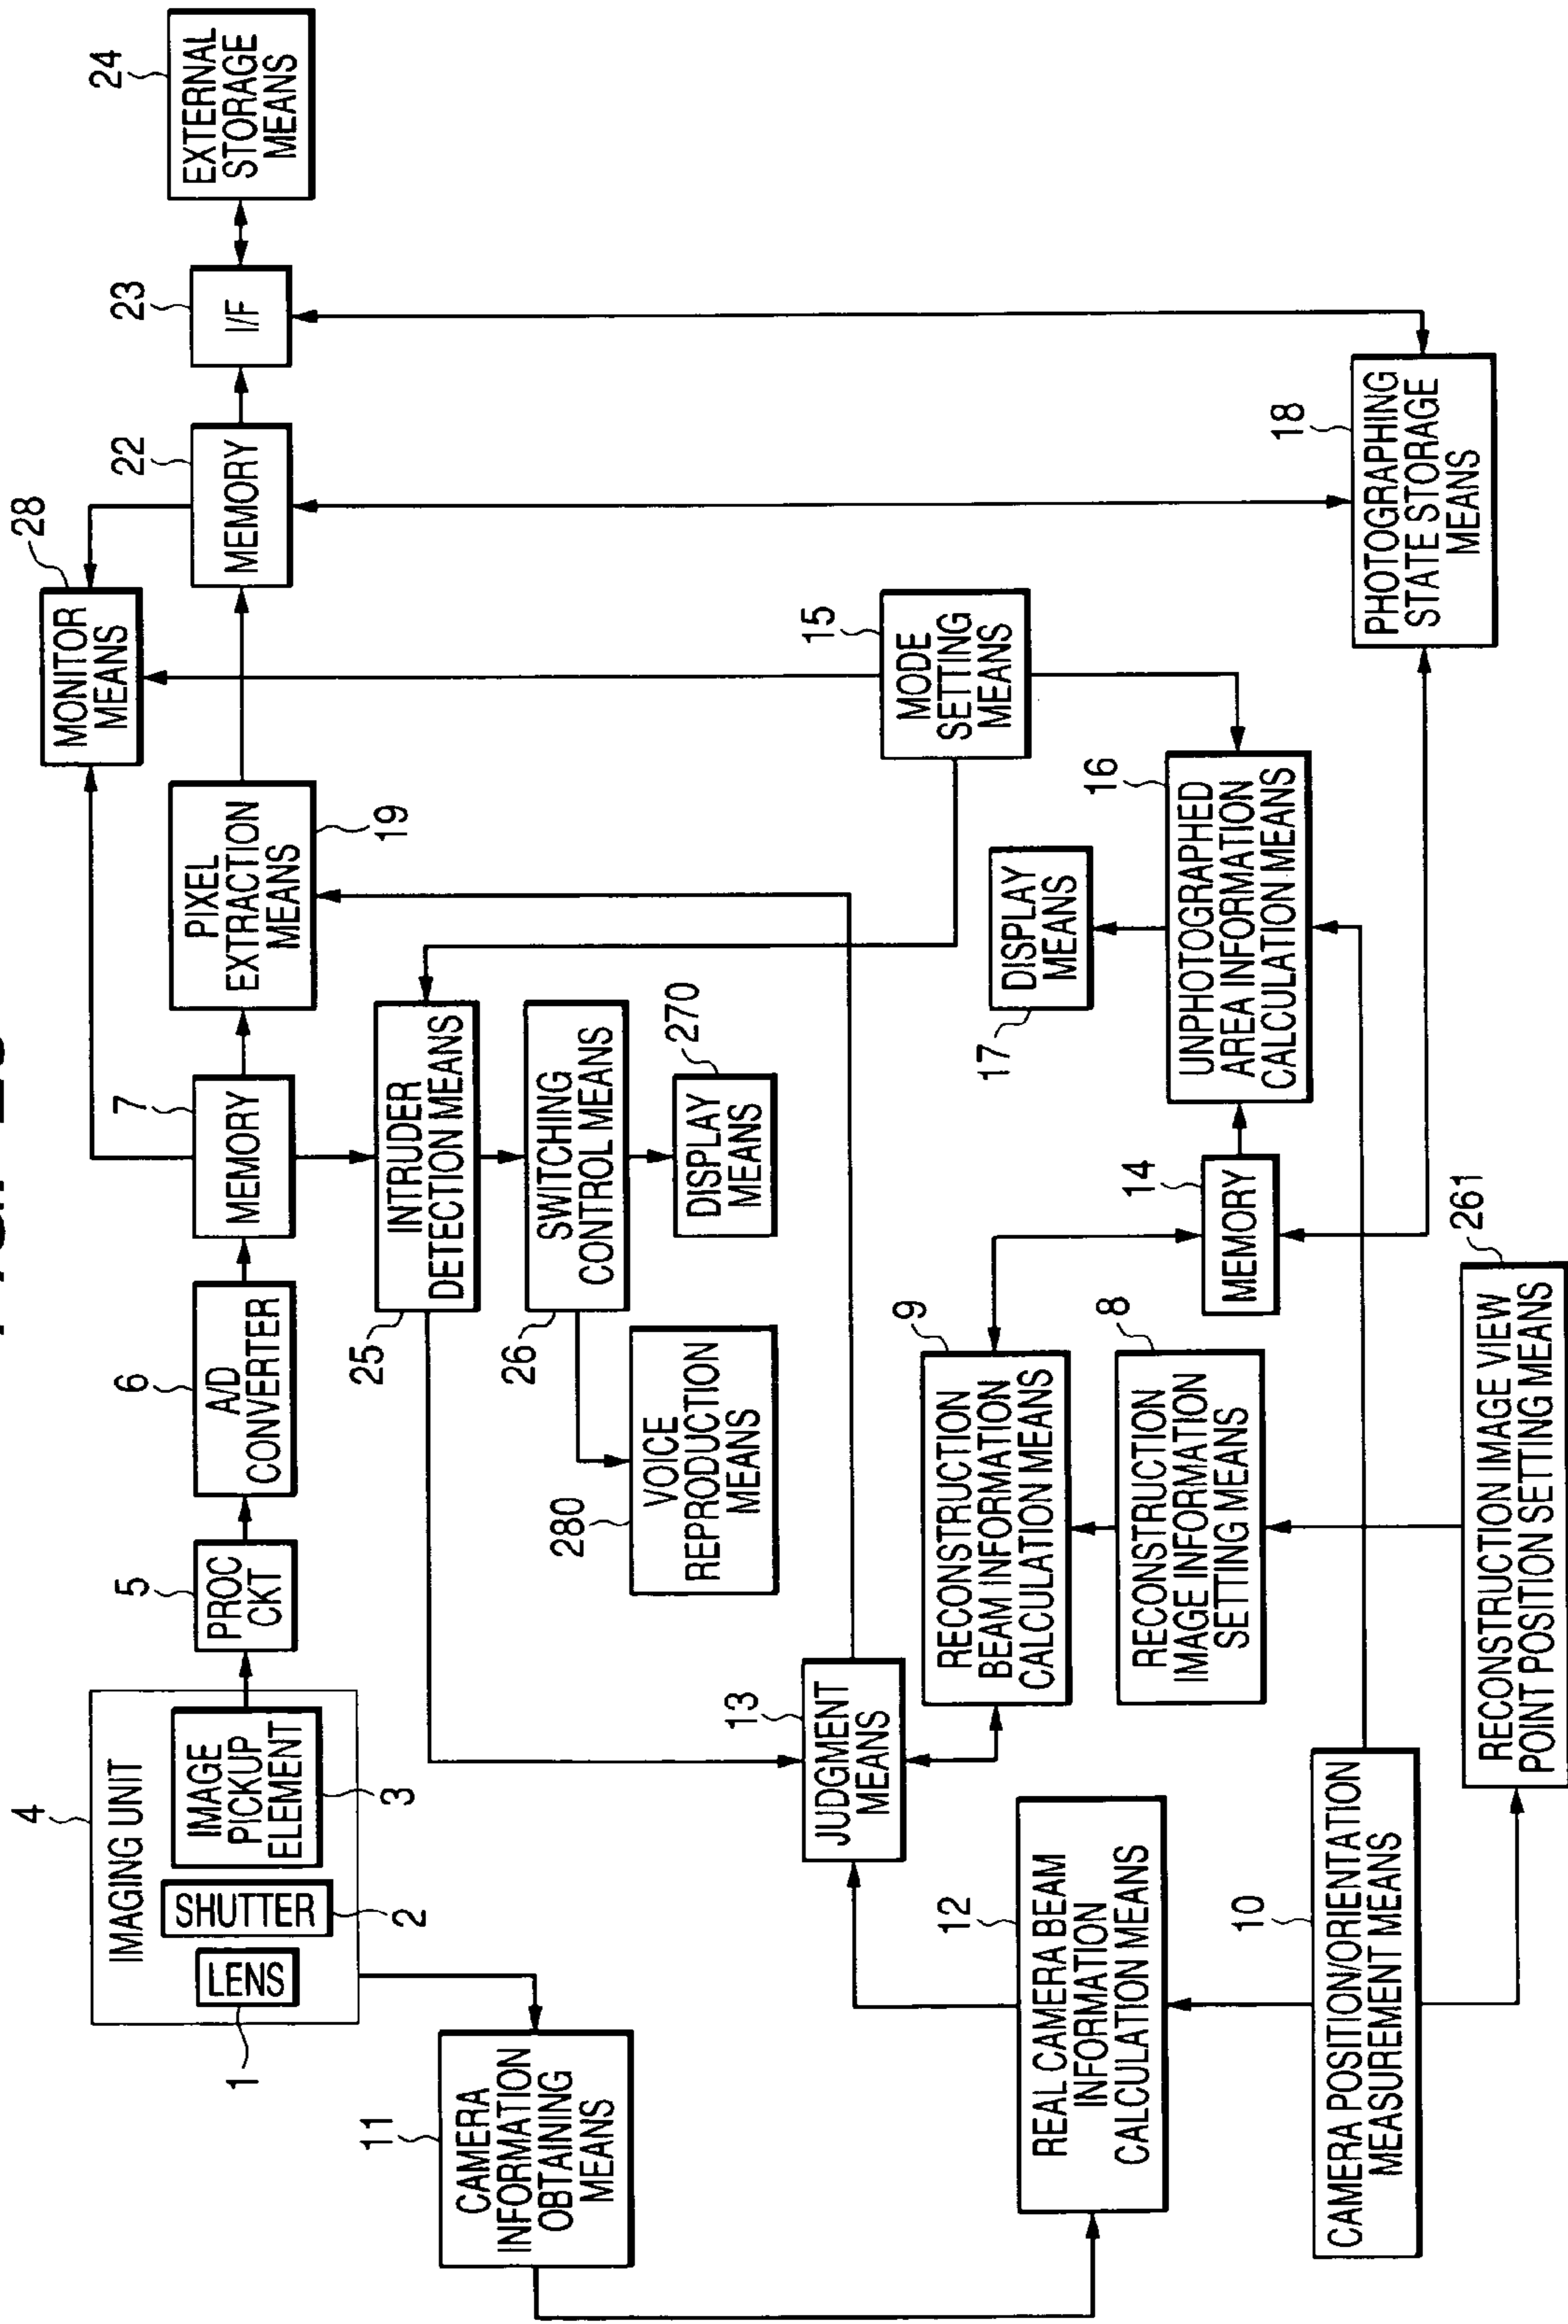 4
IMAGING UNIT
LENS
1
SHUTTER
2
IMAGE
PICKUP
ELEMENT
3
5
PROC
CKT
6
A/D
CONVERTER
7
MEMORY
PIXEL
EXTRACTION
MEANS
19
28
MONITOR
MEANS
22
MEMORY
23
I/F
24
EXTERNAL
STORAGE
MEANS
11
CAMERA
INFORMATION
OBTAINING
MEANS
25
INTRUDER
DETECTION MEANS
26
SWITCHING
CONTROL MEANS
270
DISPLAY
MEANS
280
VOICE
REPRODUCTION
MEANS
13
JUDGMENT
MEANS
15
MODE
SETTING
MEANS
9
RECONSTRUCTION
BEAM INFORMATION
CALCULATION MEANS
17
DISPLAY
MEANS
12
REAL CAMERA BEAM
INFORMATION
CALCULATION MEANS
8
RECONSTRUCTION
IMAGE INFORMATION
SETTING MEANS
14
MEMORY
16
UNPHOTOGRAPHED
AREA INFORMATION
CALCULATION MEANS
18
PHOTOGRAPHING
STATE STORAGE
MEANS
10
CAMERA POSITION/ORIENTATION
MEASUREMENT MEANS
261
RECONSTRUCTION IMAGE VIEW
POINT POSITION SETTING MEANS